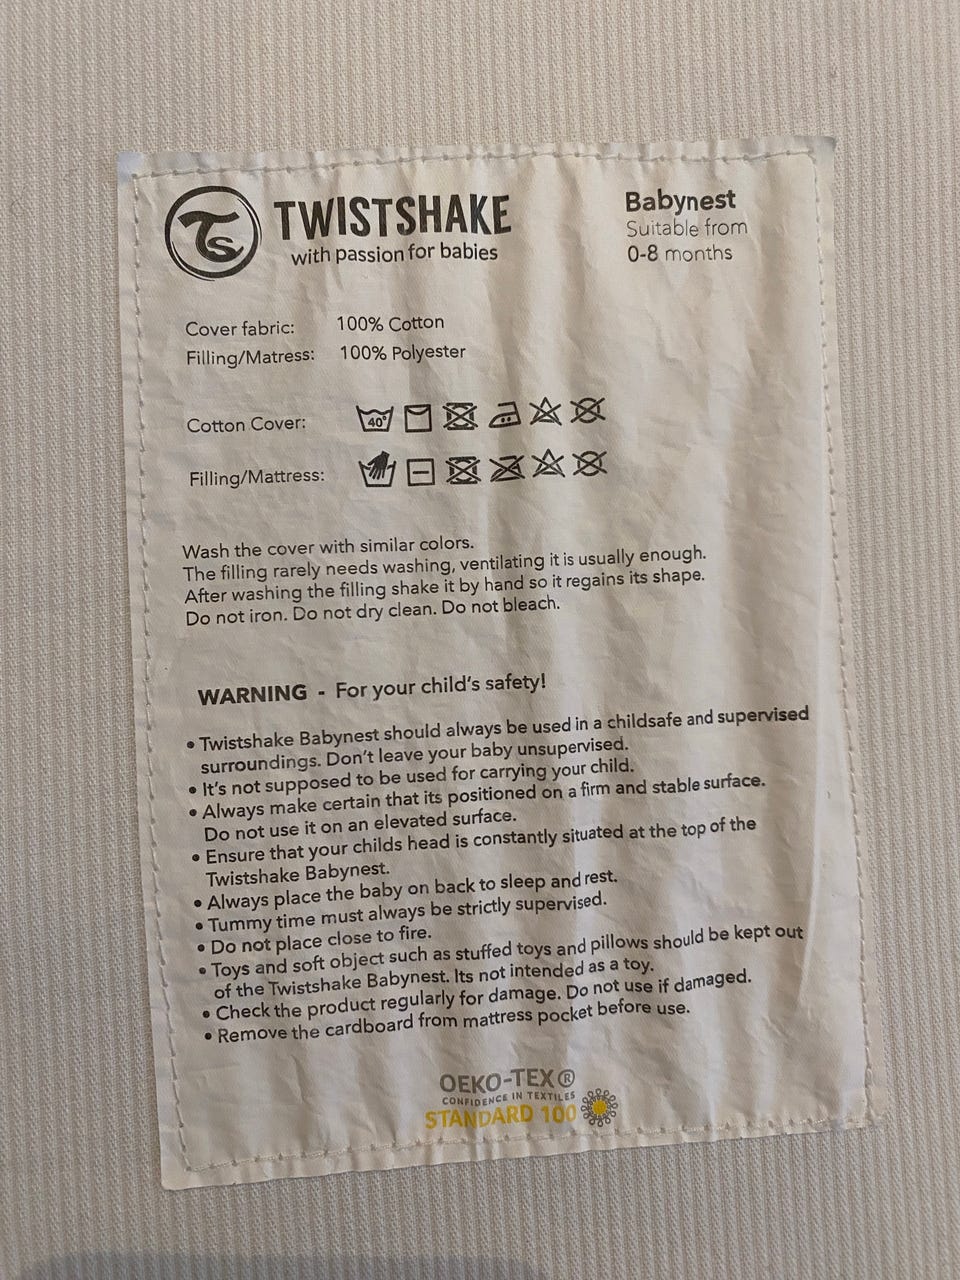 TS TWISTSHAKE
with passion for babies
Babynest
Suitable from
0-8 months
Cover fabric: 100% Cotton
Filling/Matress: 100% Polyester
Cotton Cover: 40°
Filling/Mattress:
Wash the cover with similar colors.
The filling rarely needs washing, ventilating it is usually enough.
After washing the filling shake it by hand so it regains its shape.
Do not iron. Do not dry clean. Do not bleach.
WARNING - For your child's safety!
• Twistshake Babynest should always be used in a childsafe and supervised
surroundings. Don't leave your baby unsupervised.
• It's not supposed to be used for carrying your child.
• Always make certain that its positioned on a firm and stable surface.
Do not use it on an elevated surface.
• Ensure that your childs head is constantly situated at the top of the
Twistshake Babynest.
• Always place the baby on back to sleep and rest.
• Tummy time must always be strictly supervised.
• Do not place close to fire.
• Toys and soft object such as stuffed toys and pillows should be kept out
of the Twistshake Babynest. Its not intended as a toy.
• Check the product regularly for damage. Do not use if damaged.
• Remove the cardboard from mattress pocket before use.
OEKO-TEX®
CONFIDENCE IN TEXTILES
STANDARD 100